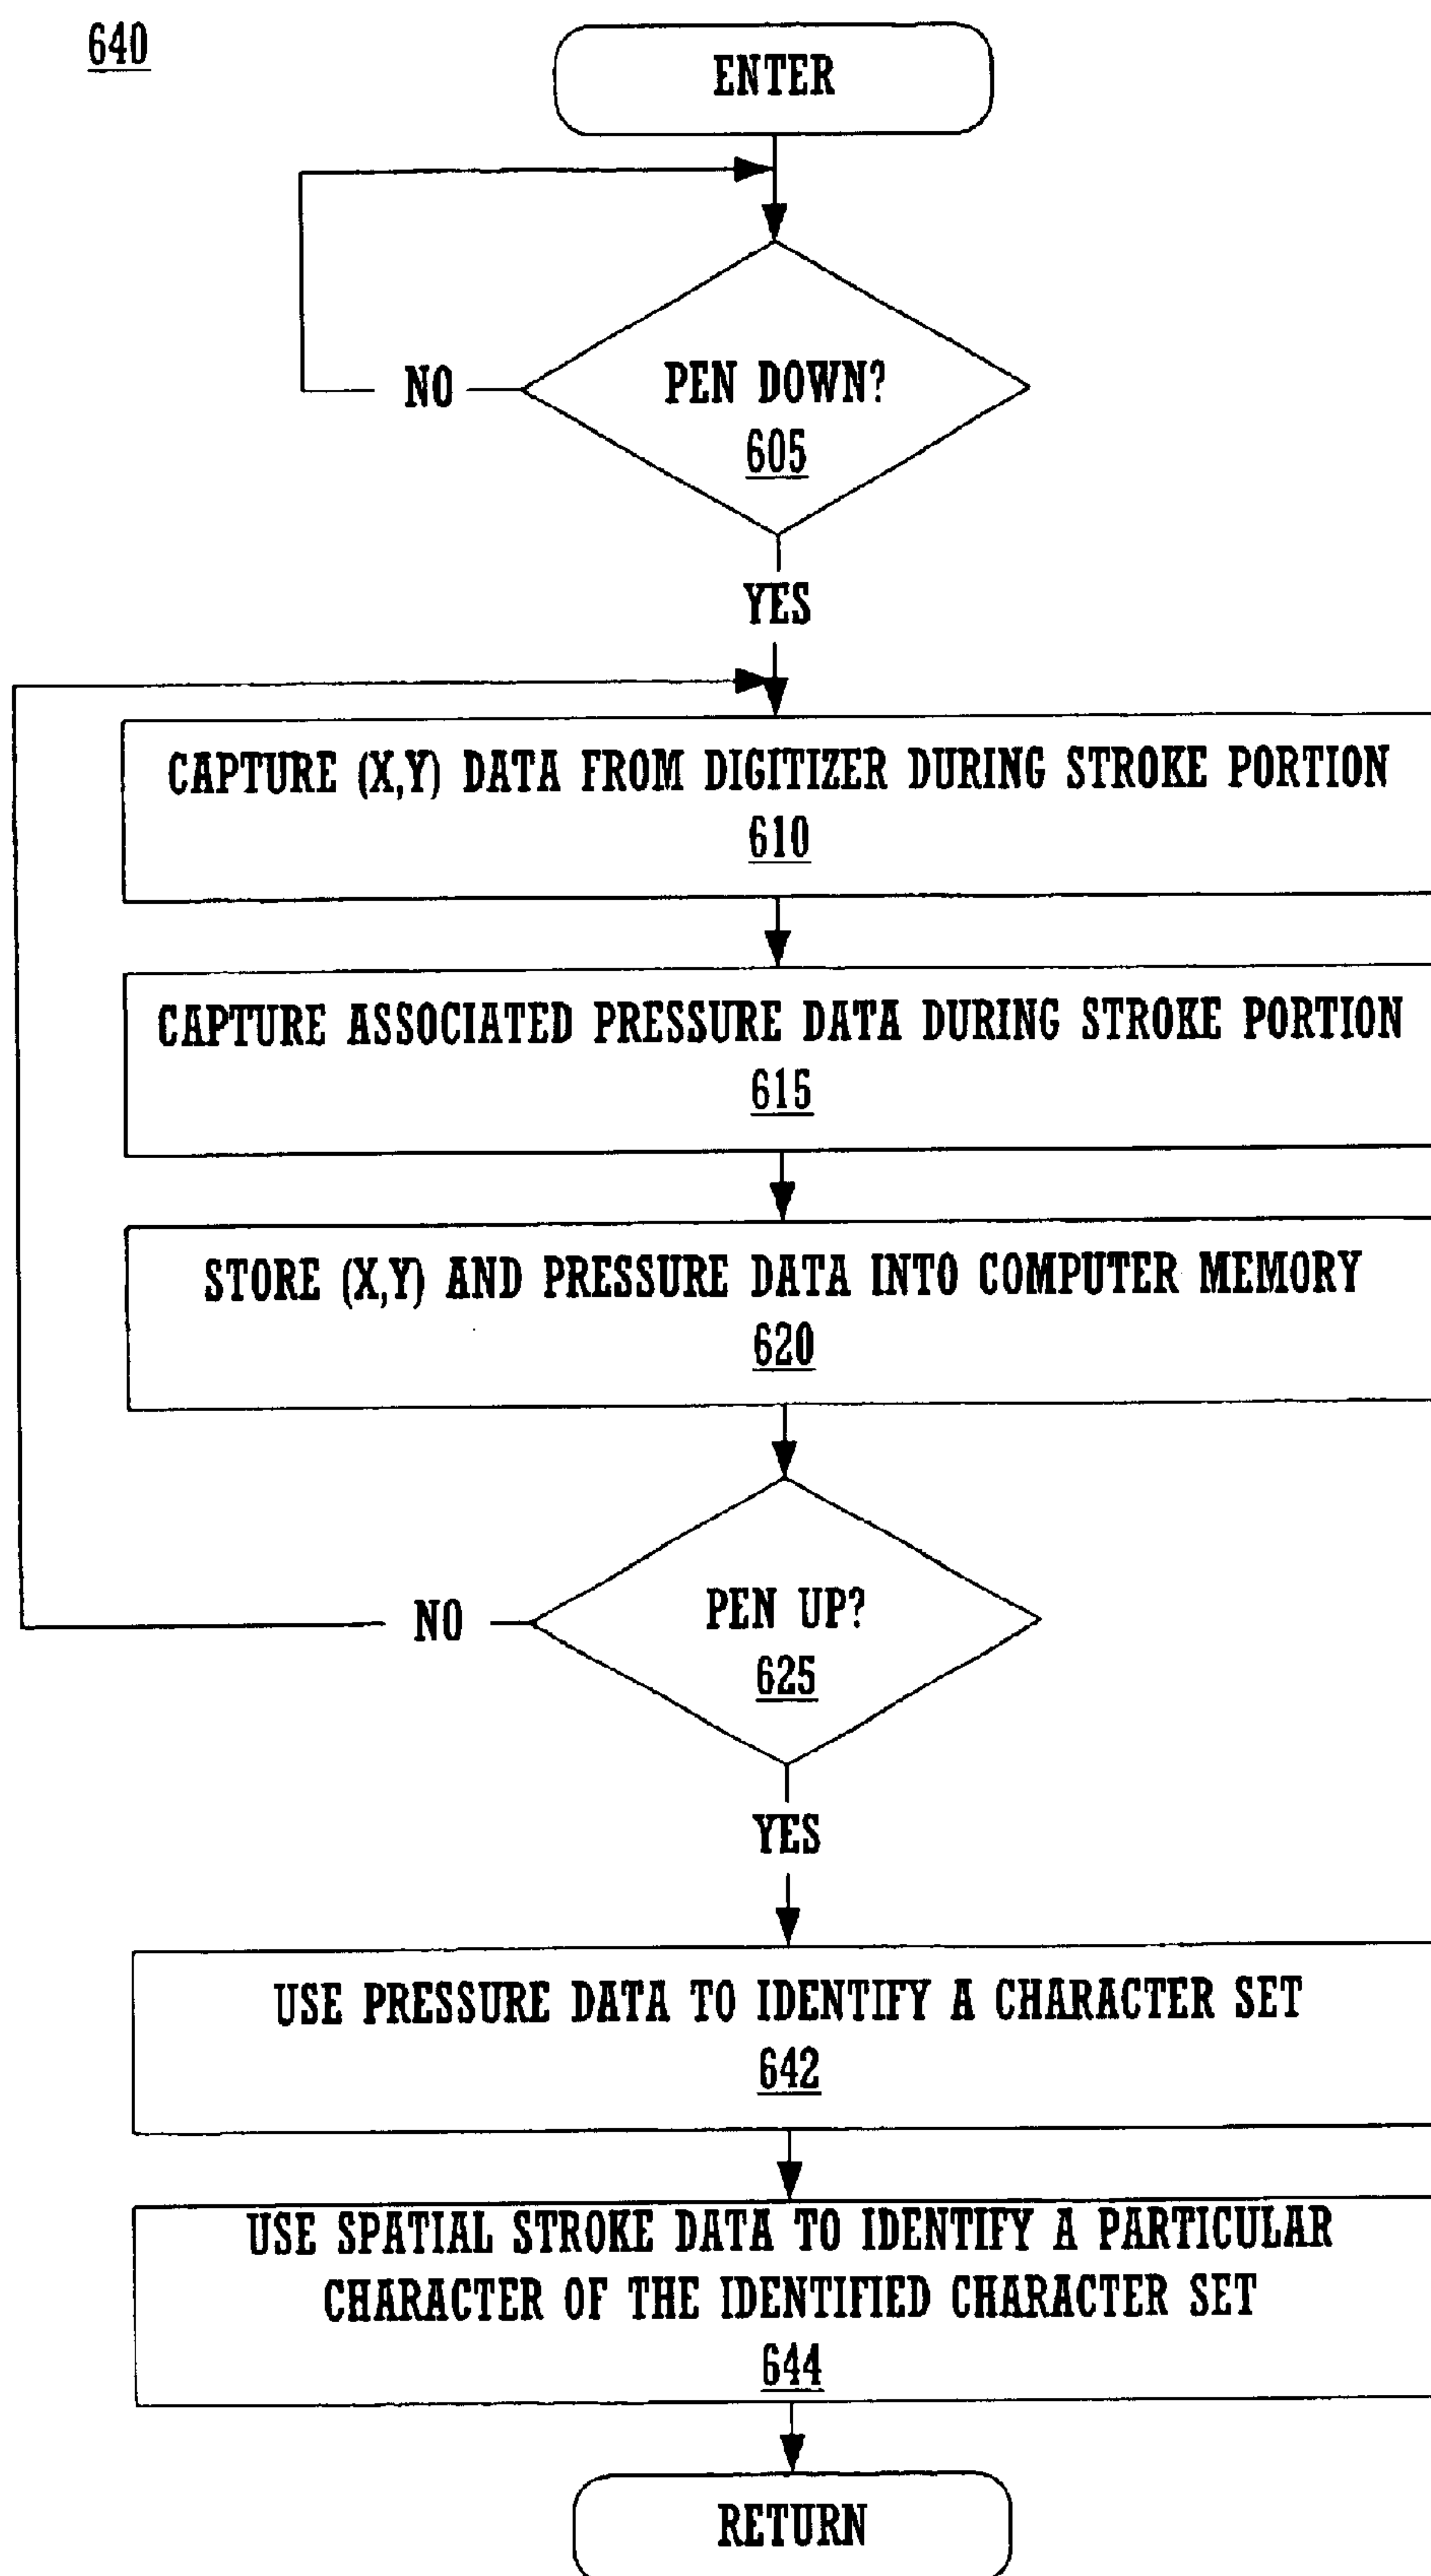 640
ENTER
PEN DOWN?
NO
605
YES
CAPTURE (X,Y) DATA FROM DIGITIZER DURING STROKE PORTION
610
CAPTURE ASSOCIATED PRESSURE DATA DURING STROKE PORTION
615
STORE (X,Y) AND PRESSURE DATA INTO COMPUTER MEMORY
620
PEN UP?
NO
625
YES
USE PRESSURE DATA TO IDENTIFY A CHARACTER SET
642
USE SPATIAL STROKE DATA TO IDENTIFY A PARTICULAR
CHARACTER OF THE IDENTIFIED CHARACTER SET
644
RETURN